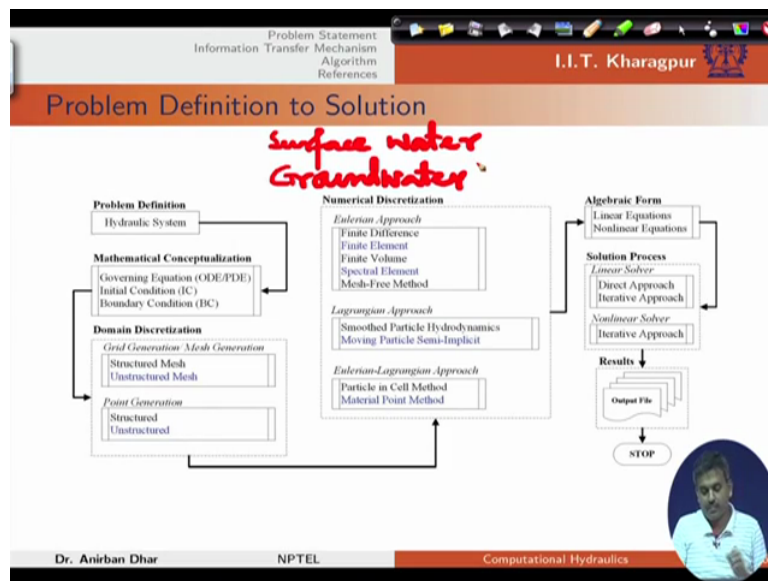 Problem Statement
Information Transfer Mechanism
Algorithm
References
I.I.T. Kharagpur
Problem Definition to Solution
Surface water
Groundwater
Problem Definition
Hydraulic System
Mathematical Conceptualization
Governing Equation (ODE/PDE)
Initial Condition (IC)
Boundary Condition (BC)
Domain Discretization
Grid Generation/Mesh Generation
Structured Mesh
Unstructured Mesh
Point Generation
Structured
Unstructured
Numerical Discretization
Eulerian Approach
Finite Difference
Finite Element
Finite Volume
Spectral Element
Mesh-Free Method
Lagrangian Approach
Smoothed Particle Hydrodynamics
Moving Particle Semi-Implicit
Eulerian-Lagrangian Approach
Particle in Cell Method
Material Point Method
Algebraic Form
Linear Equations
Nonlinear Equations
Solution Process
Linear Solver
Direct Approach
Iterative Approach
Nonlinear Solver
Iterative Approach
Results
Output File
STOP
Dr. Anirban Dhar
NPTEL
Computational Hydraulics